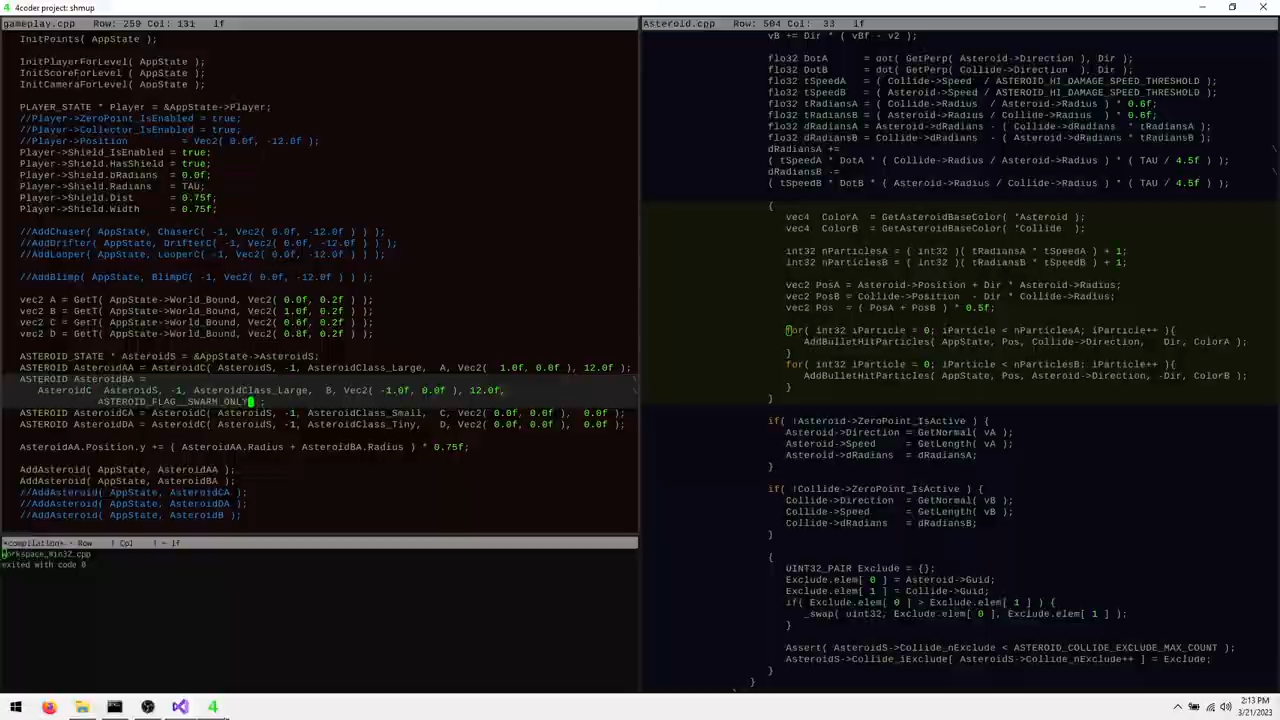 4coder project: shmup
gameplay.cpp Row: 259 Col: 131 lf
InitPoints( AppState );
InitPlayerForLevel( AppState );
InitScoreForLevel( AppState );
InitCameraForLevel( AppState );
PLAYER_STATE * Player = &AppState->Player;
//Player->ZeroPoint_IsEnabled = true;
//Player->Collector_IsEnabled = true;
//Player->Position = Vec2( 0.0f, -12.0f );
Player->Shield_IsEnabled = true;
Player->Shield.HasShield = true;
Player->Shield.bRadians = 0.0f;
Player->Shield.Radians = TAU;
Player->Shield.Dist = 0.75f;
Player->Shield.Width = 0.75f;
//AddChaser( AppState, ChaserC( -1, Vec2( 0.0f, -12.0f ) ) );
//AddDrifter( AppState, DrifterC( -1, Vec2( 0.0f, -12.0f ) ) );
//AddLooper( AppState, LooperC( -1, Vec2( 0.0f, -12.0f ) ) );
//AddBlimp( AppState, BlimpC( -1, Vec2( 0.0f, -12.0f ) ) );
vec2 A = GetT( AppState->World_Bound, Vec2( 0.0f, 0.2f ) );
vec2 B = GetT( AppState->World_Bound, Vec2( 1.0f, 0.2f ) );
vec2 C = GetT( AppState->World_Bound, Vec2( 0.6f, 0.2f ) );
vec2 D = GetT( AppState->World_Bound, Vec2( 0.8f, 0.2f ) );
ASTEROID_STATE * AsteroidS = &AppState->AsteroidS;
ASTEROID AsteroidAA = AsteroidC( AsteroidS, -1, AsteroidClass_Large, A, Vec2( 1.0f, 0.0f ), 12.0f );
ASTEROID AsteroidBA = \
AsteroidC AsteroidS, -1, AsteroidClass_Large, B, Vec2( -1.0f, 0.0f ), 12.0f, \
ASTEROID_FLAG__SWARM_ONLY ;
ASTEROID AsteroidCA = AsteroidC( AsteroidS, -1, AsteroidClass_Small, C, Vec2( 0.0f, 0.0f ), 0.0f );
ASTEROID AsteroidDA = AsteroidC( AsteroidS, -1, AsteroidClass_Tiny, D, Vec2( 0.0f, 0.0f ), 0.0f );
AsteroidAA.Position.y += ( AsteroidAA.Radius + AsteroidBA.Radius ) * 0.75f;
AddAsteroid( AppState, AsteroidAA );
AddAsteroid( AppState, AsteroidBA );
//AddAsteroid( AppState, AsteroidCA );
//AddAsteroid( AppState, AsteroidDA );
//AddAsteroid( AppState, AsteroidB );
*compilation* - Row 1 Col 1 - lf
workspace_Win32.cpp
exited with code 0
Asteroid.cpp Row: 504 Col: 33 lf
vB += Dir * ( vBf - v2 );
flo32 DotA = dot( GetPerp( Asteroid->Direction ), Dir );
flo32 DotB = dot( GetPerp( Collide->Direction ), Dir );
flo32 tSpeedA = ( Collide->Speed / ASTEROID_HI_DAMAGE_SPEED_THRESHOLD );
flo32 tSpeedB = ( Asteroid->Speed / ASTEROID_HI_DAMAGE_SPEED_THRESHOLD );
flo32 tRadiansA = ( Collide->Radius / Asteroid->Radius ) * 0.6f;
flo32 tRadiansB = ( Asteroid->Radius / Collide->Radius ) * 0.6f;
flo32 dRadiansA = Asteroid->dRadians - ( Collide->dRadians * tRadiansA );
flo32 dRadiansB = Collide->dRadians - ( Asteroid->dRadians * tRadiansB );
dRadiansA +=
( tSpeedA * DotA * ( Collide->Radius / Asteroid->Radius ) * ( TAU / 4.5f ) );
dRadiansB -=
( tSpeedB * DotB * ( Asteroid->Radius / Collide->Radius ) * ( TAU / 4.5f ) );
{
vec4 ColorA = GetAsteroidBaseColor( *Asteroid );
vec4 ColorB = GetAsteroidBaseColor( *Collide );
int32 nParticlesA = ( int32 )( tRadiansA * tSpeedA ) + 1;
int32 nParticlesB = ( int32 )( tRadiansB * tSpeedB ) + 1;
vec2 PosA = Asteroid->Position + Dir * Asteroid->Radius;
vec2 PosB = Collide->Position - Dir * Collide->Radius;
vec2 Pos = ( PosA + PosB ) * 0.5f;
for( int32 iParticle = 0; iParticle < nParticlesA; iParticle++ ){
AddBulletHitParticles( AppState, Pos, Collide->Direction, Dir, ColorA );
}
for( int32 iParticle = 0; iParticle < nParticlesB; iParticle++ ){
AddBulletHitParticles( AppState, Pos, Asteroid->Direction, -Dir, ColorB );
}
}
if( !Asteroid->ZeroPoint_IsActive ) {
Asteroid->Direction = GetNormal( vA );
Asteroid->Speed = GetLength( vA );
Asteroid->dRadians = dRadiansA;
}
if( !Collide->ZeroPoint_IsActive ) {
Collide->Direction = GetNormal( vB );
Collide->Speed = GetLength( vB );
Collide->dRadians = dRadiansB;
}
{
UINT32_PAIR Exclude = {};
Exclude.elem[ 0 ] = Asteroid->Guid;
Exclude.elem[ 1 ] = Collide->Guid;
if( Exclude.elem[ 0 ] > Exclude.elem[ 1 ] ) {
_swap( uint32, Exclude.elem[ 0 ], Exclude.elem[ 1 ] );
}
Assert( AsteroidS->Collide_nExclude < ASTEROID_COLLIDE_EXCLUDE_MAX_COUNT );
AsteroidS->Collide_iExclude[ AsteroidS->Collide_nExclude++ ] = Exclude;
}
}
2:13 PM
3/21/2023